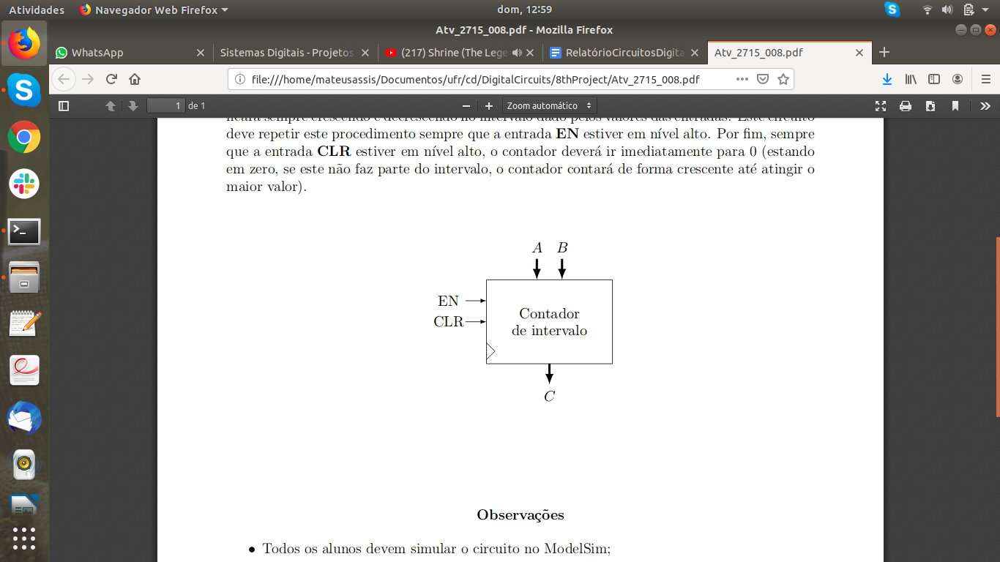 Atividades
Navegador Web Firefox
dom, 12:59
Atv_2715_008.pdf - Mozilla Firefox
WhatsApp
Sistemas Digitais - Projetos
(217) Shrine (The Lege
RelatórioCircuitosDigita
Atv_2715_008.pdf
file:///home/mateusassis/Documentos/ufr/cd/DigitalCircuits/8thProject/Atv_2715_008.pdf
1 de 1
Zoom automático
ficará sempre crescendo e decrescendo no intervalo dado pelos valores das entradas. Este circuito
deve repetir este procedimento sempre que a entrada EN estiver em nível alto. Por fim, sempre
que a entrada CLR estiver em nível alto, o contador deverá ir imediatamente para 0 (estando
em zero, se este não faz parte do intervalo, o contador contará de forma crescente até atingir o
maior valor).
A B
EN
CLR
Contador
de intervalo
C
Observações
• Todos os alunos devem simular o circuito no ModelSim;